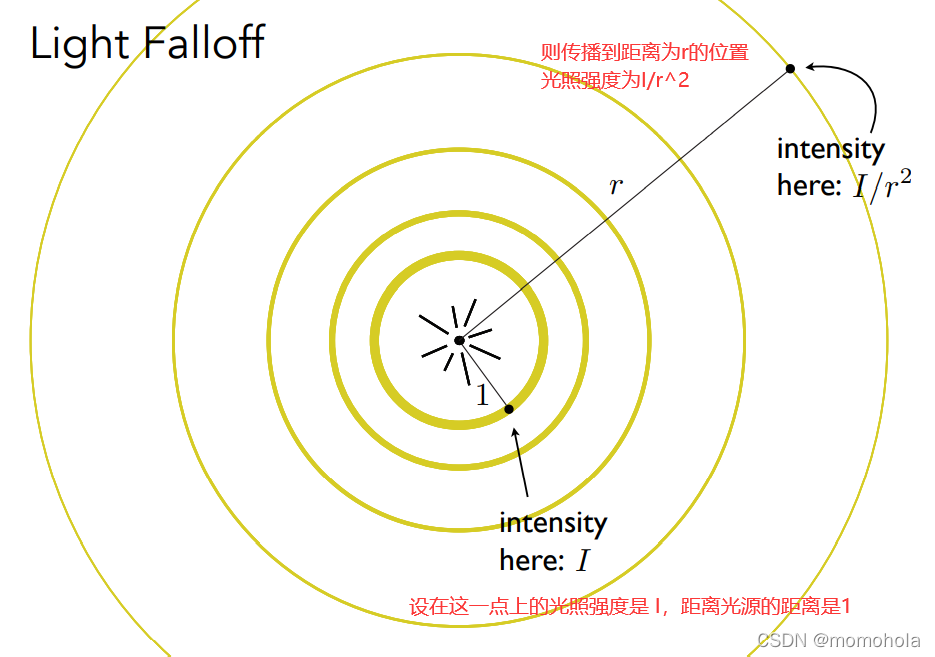 Light Falloff
则传播到距离为r的位置
光照强度为I/r^2
intensity
here: I/r²
r
1
intensity
here: I
设在这一点上的光照强度是 I，距离光源的距离是1
CSDN @momohola